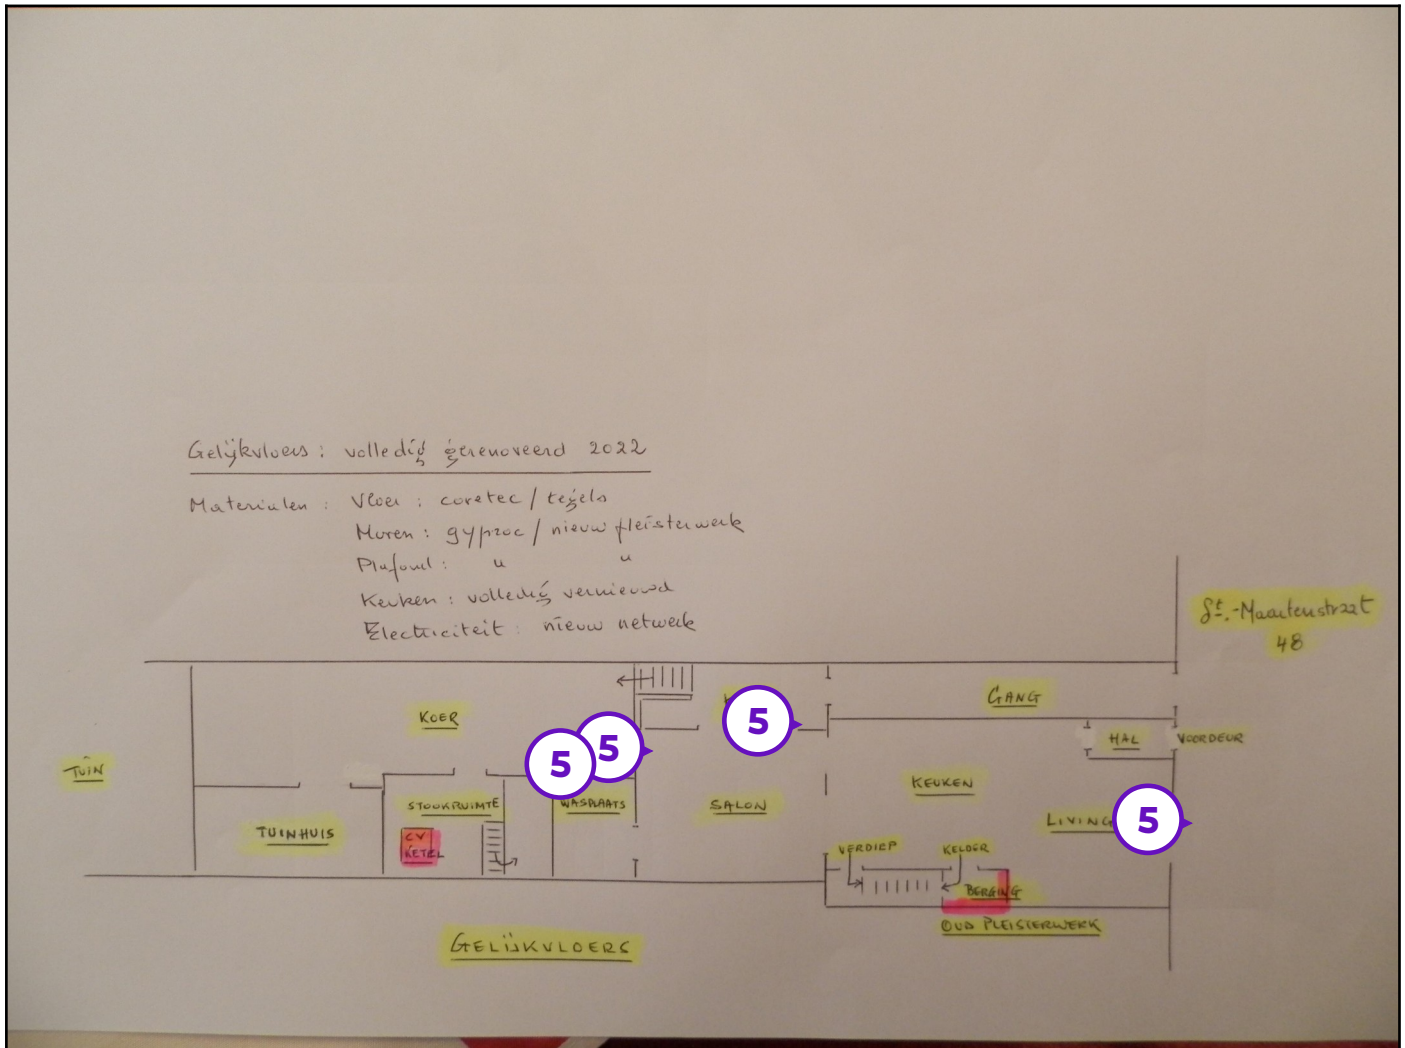 Gelijkvloers : volledig gerenoveerd 2022
Materialen : Vloer : coretec / tegels
Muren : gyproc / nieuw pleisterwerk
Plafond : " "
Keuken : volledig vernieuwd
Electriciteit : nieuw netwerk
St.-Maartenstraat
48
GANG
KOER
5
HAL
VOORDEUR
5
5
TUIN
KEUKEN
STOOKRUIMTE
WASPLAATS
SALON
LIVING
5
TUINHUIS
CV
KETEL
VERDIEP
KELDER
BERGING
OUD PLEISTERWERK
GELIJKVLOERS